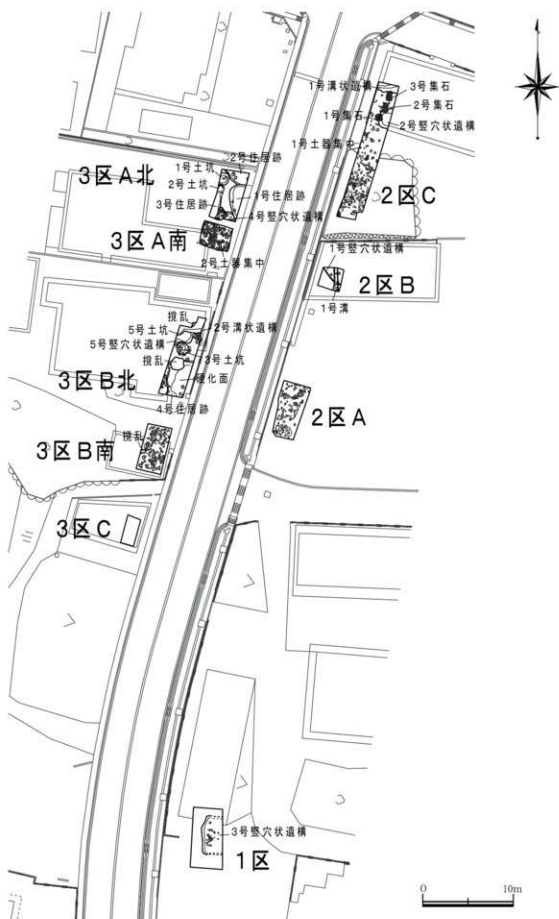 1号溝状遺構
3号集石
2号集石
1号集石
2号竪穴状遺構
1号土器集中
2区C
2号住居跡
1号土坑
3区A北
2号土坑
1号住居跡
3号住居跡
4号竪穴状遺構
3区A南
2号土器集中
1号竪穴状遺構
2区B
1号溝
撹乱
5号土坑
2号溝状遺構
5号竪穴状遺構
撹乱
3号土坑
3区B北
硬化面
4号住居跡
2区A
3区B南
撹乱
3区C
3号竪穴状遺構
1区
0
10m